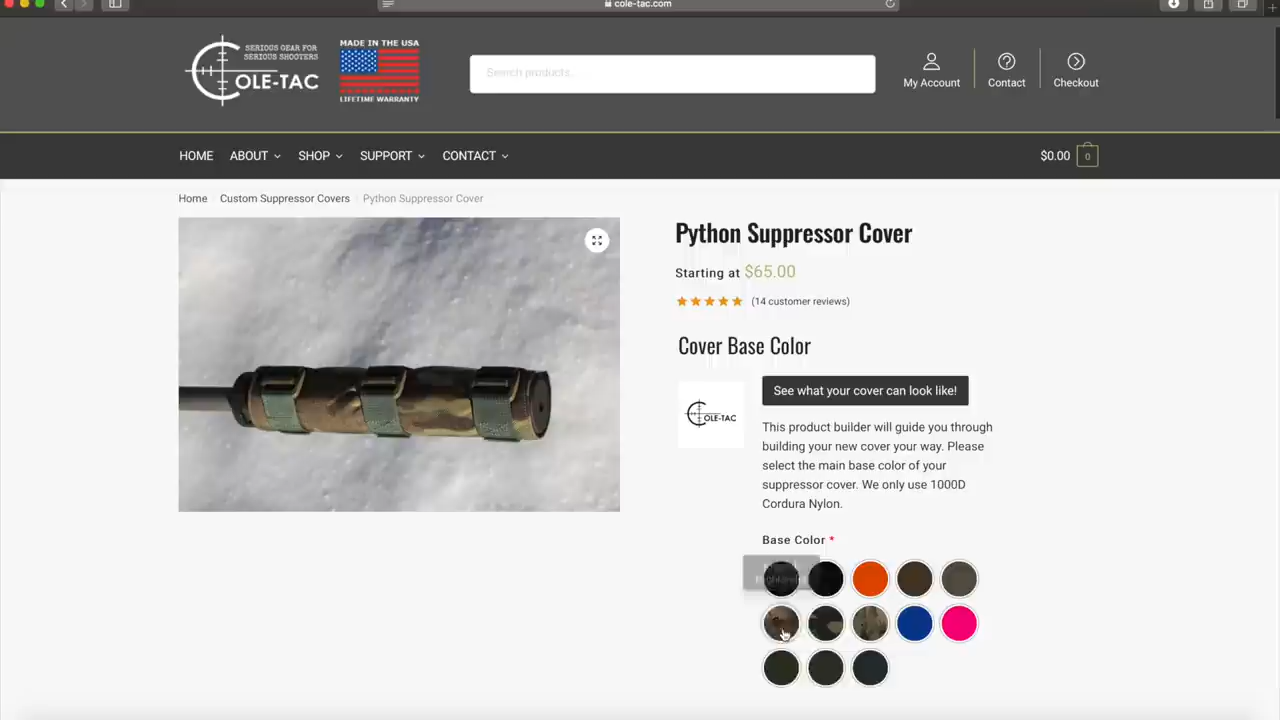 cole-tac.com
SERIOUS GEAR FOR
SERIOUS SHOOTERS
COLE-TAC
MADE IN THE USA
LIFETIME WARRANTY
Search products...
My Account
Contact
Checkout
HOME
ABOUT
SHOP
SUPPORT
CONTACT
$0.00
0
Home
Custom Suppressor Covers
Python Suppressor Cover
Python Suppressor Cover
Starting at $65.00
(14 customer reviews)
Cover Base Color
COLE-TAC
See what your cover can look like!
This product builder will guide you through
building your new cover your way. Please
select the main base color of your
suppressor cover. We only use 1000D
Cordura Nylon.
Base Color *